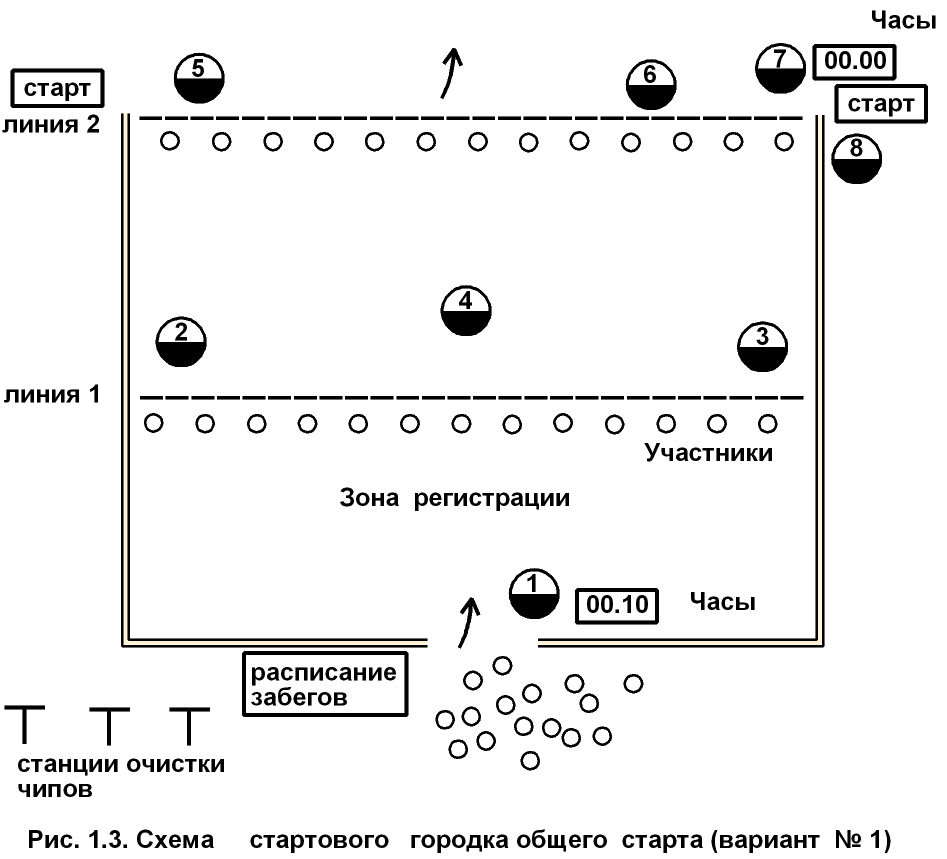 Часы
5
6
7
00.00
старт
старт
линия 2
8
4
2
3
линия 1
Участники
Зона регистрации
1
00.10
Часы
расписание
забегов
станции очистки
чипов
Рис. 1.3. Схема стартового городка общего старта (вариант № 1)